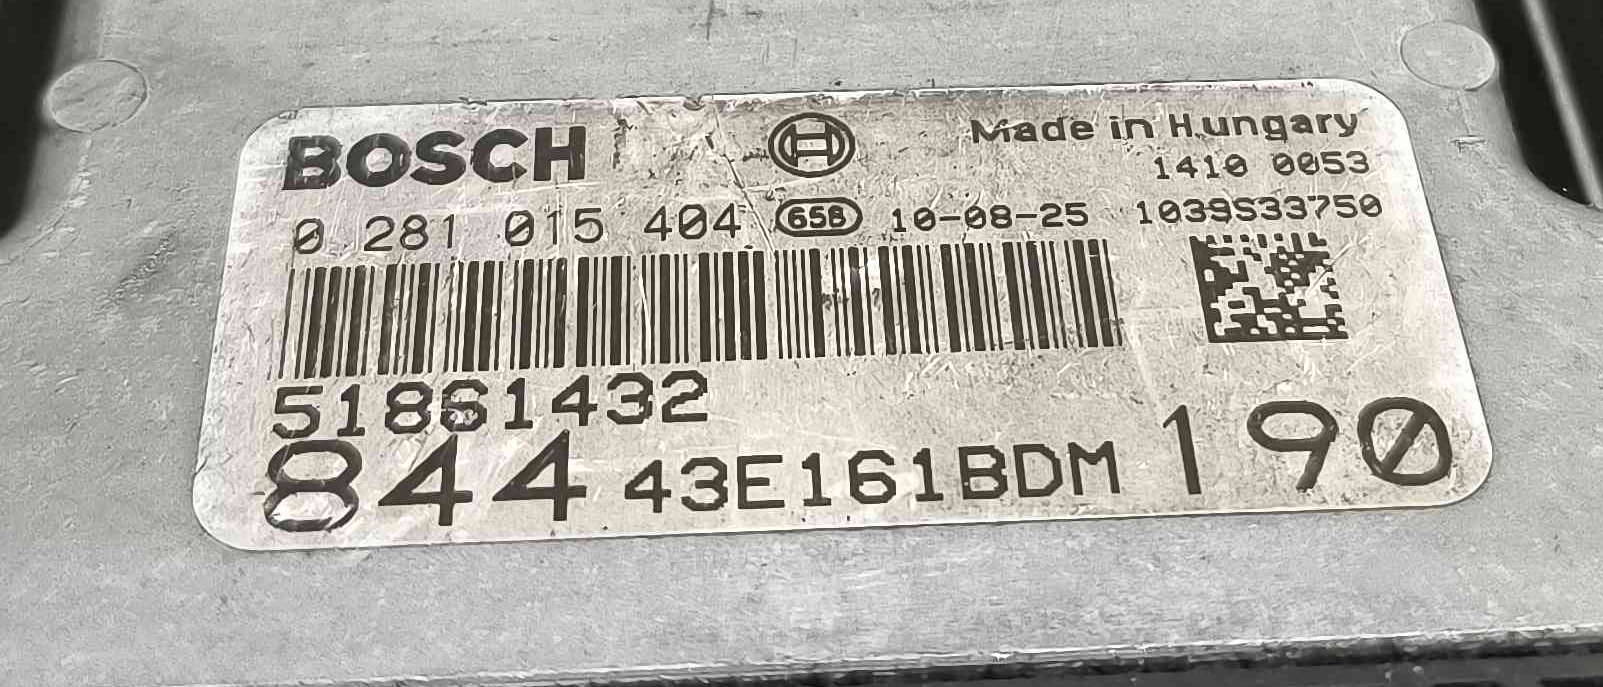 BOSCH
Made in Hungary
1410 0053
0 281 015 404 658 10-08-25 1039S33750
51861432
844 43E161BDM 190